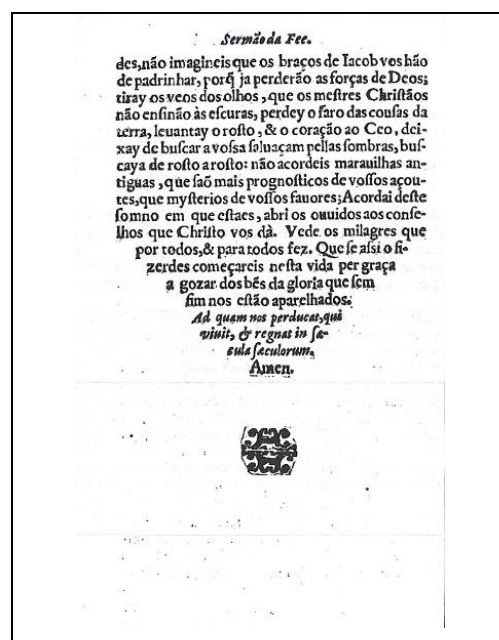 Sermão da Fee.
des,não imagineis que os braços de Iacob vos hão
de padrinhar, porq̃ ja perderão as forças de Deos;
tiray os veos dos olhos, que os meſtres Chriſtãos
não enſinão às eſcuras, perdey o faro das couſas da
terra, leuantay o roſto, & o coração ao Ceo, dei-
xay de buſcar a voſſa ſaluaçam pellas ſombras, buſ-
caya de roſto a roſto: não acordeis marauilhas an-
tiguas, que ſaõ mais prognoſticos de voſſos açou-
tes,que myſterios de voſſos fauores; Acordai deſte
ſomno em que eſtaes, abri os ouuidos aos conſe-
lhos que Chriſto vos dà. Vede os milagres que
por todos,& para todos fez. Que ſe aſsi o fi-
zerdes começareis neſta vida per graça
a gozar dos bẽs da gloria que ſem
fim nos eſtão aparelhados.
Ad quam nos perducat,qui
viuit, & regnat in ſæ-
cula ſæculorum.
Amen.